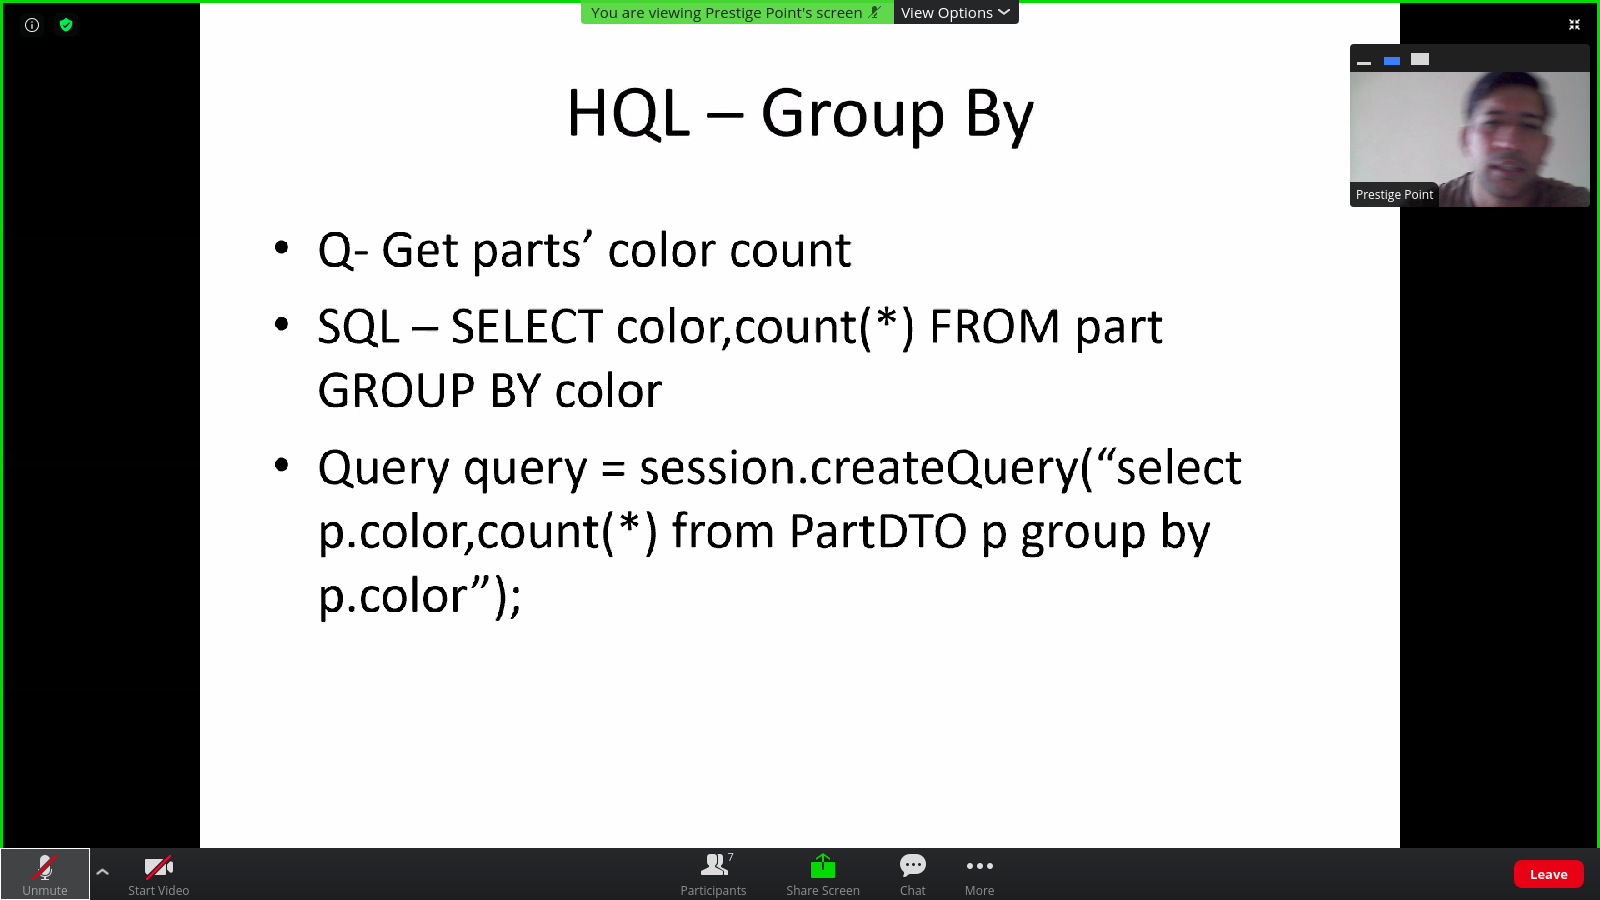 You are viewing Prestige Point's screen
View Options
HQL – Group By
Prestige Point
• Q- Get parts’ color count
• SQL – SELECT color,count(*) FROM part
GROUP BY color
• Query query = session.createQuery(“select
p.color,count(*) from PartDTO p group by
p.color”);
Unmute
Start Video
7
Participants
Share Screen
Chat
More
Leave